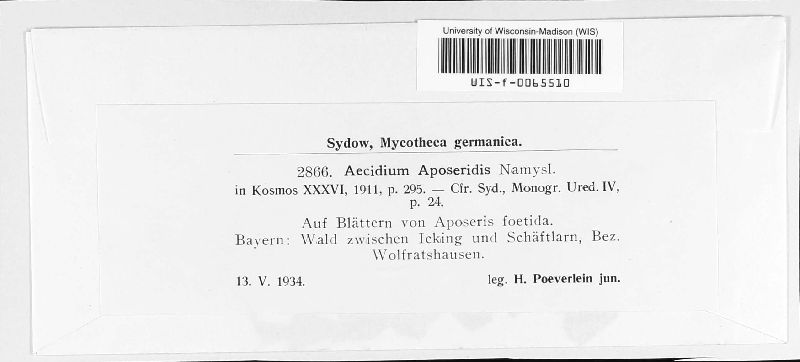 University of Wisconsin-Madison (WIS)
WIS-f-0065510
Sydow, Mycotheca germanica.
2866. Aecidium Aposeridis Namysl.
in Kosmos XXXVI, 1911, p. 295. — Cfr. Syd., Monogr. Ured. IV,
p. 24.
Auf Blättern von Aposeris foetida.
Bayern: Wald zwischen Icking und Schäftlarn, Bez.
Wolfratshausen.
13. V. 1934. leg. H. Poeverlein jun.